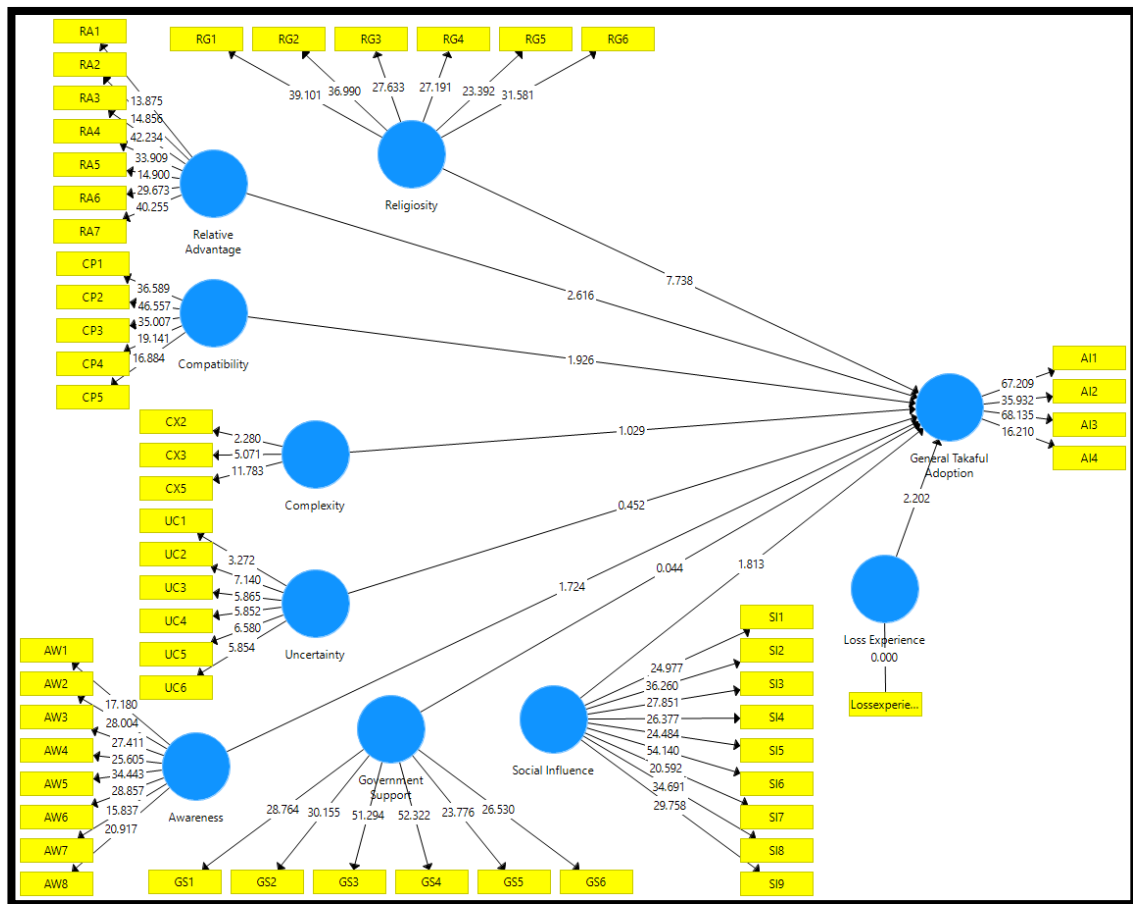 RA1
RA2
RA3
RA4
RA5
RA6
RA7
13.875
14.856
42.234
33.909
14.900
29.673
40.255
Relative
Advantage
RG1
RG2
RG3
RG4
RG5
RG6
39.101
36.990
27.633
27.191
23.392
31.581
Religiosity
7.738
2.616
CP1
CP2
CP3
CP4
CP5
36.589
46.557
35.007
19.141
16.884
Compatibility
1.926
CX2
CX3
CX5
2.280
5.071
11.783
Complexity
1.029
UC1
UC2
UC3
UC4
UC5
UC6
3.272
7.140
5.865
5.852
6.580
5.854
Uncertainty
0.452
AW1
AW2
AW3
AW4
AW5
AW6
AW7
AW8
17.180
28.004
27.411
25.605
34.443
28.857
15.837
20.917
Awareness
1.724
Government
Support
0.044
28.764
30.155
51.294
52.322
23.776
26.530
GS1
GS2
GS3
GS4
GS5
GS6
Social Influence
1.813
24.977
36.260
27.851
26.377
24.484
54.140
20.592
34.691
29.758
SI1
SI2
SI3
SI4
SI5
SI6
SI7
SI8
SI9
General Takaful
Adoption
67.209
35.932
68.135
16.210
AI1
AI2
AI3
AI4
2.202
Loss Experience
0.000
Lossexperie...